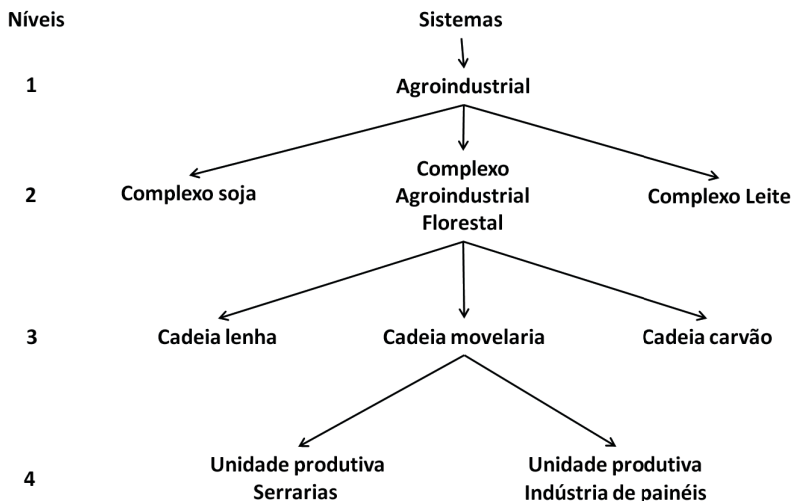 Níveis
Sistemas
1
Agroindustrial
2
Complexo soja
Complexo
Agroindustrial
Florestal
Complexo Leite
3
Cadeia lenha
Cadeia movelaria
Cadeia carvão
4
Unidade produtiva
Serrarias
Unidade produtiva
Indústria de painéis